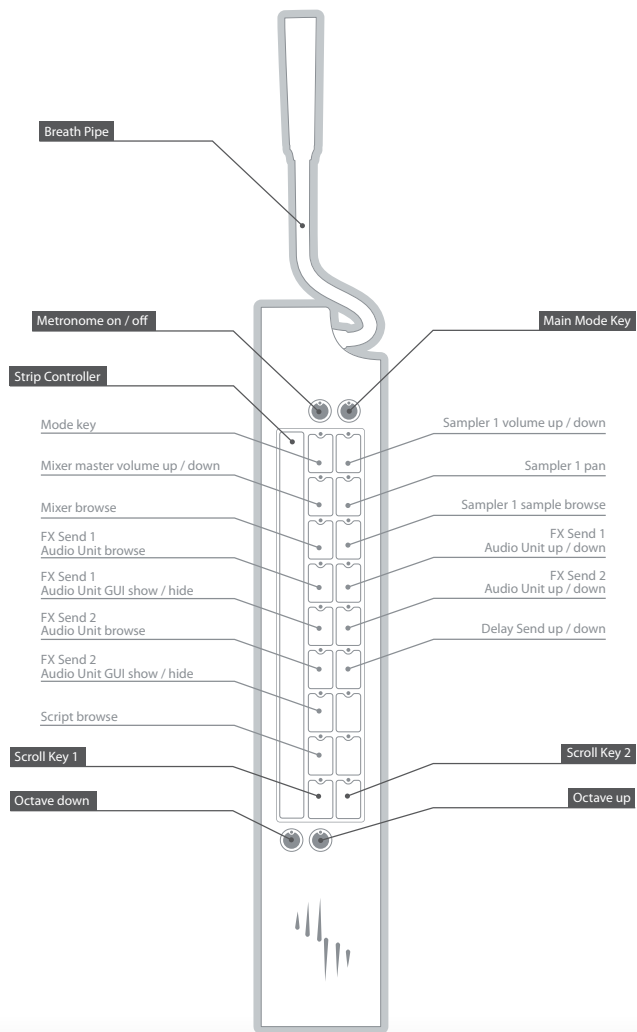 Breath Pipe
Metronome on / off
Main Mode Key
Strip Controller
Mode key
Sampler 1 volume up / down
Mixer master volume up / down
Sampler 1 pan
Mixer browse
Sampler 1 sample browse
FX Send 1
Audio Unit browse
FX Send 1
Audio Unit up / down
FX Send 1
Audio Unit GUI show / hide
FX Send 2
Audio Unit up / down
FX Send 2
Audio Unit browse
Delay Send up / down
FX Send 2
Audio Unit GUI show / hide
Script browse
Scroll Key 1
Scroll Key 2
Octave down
Octave up